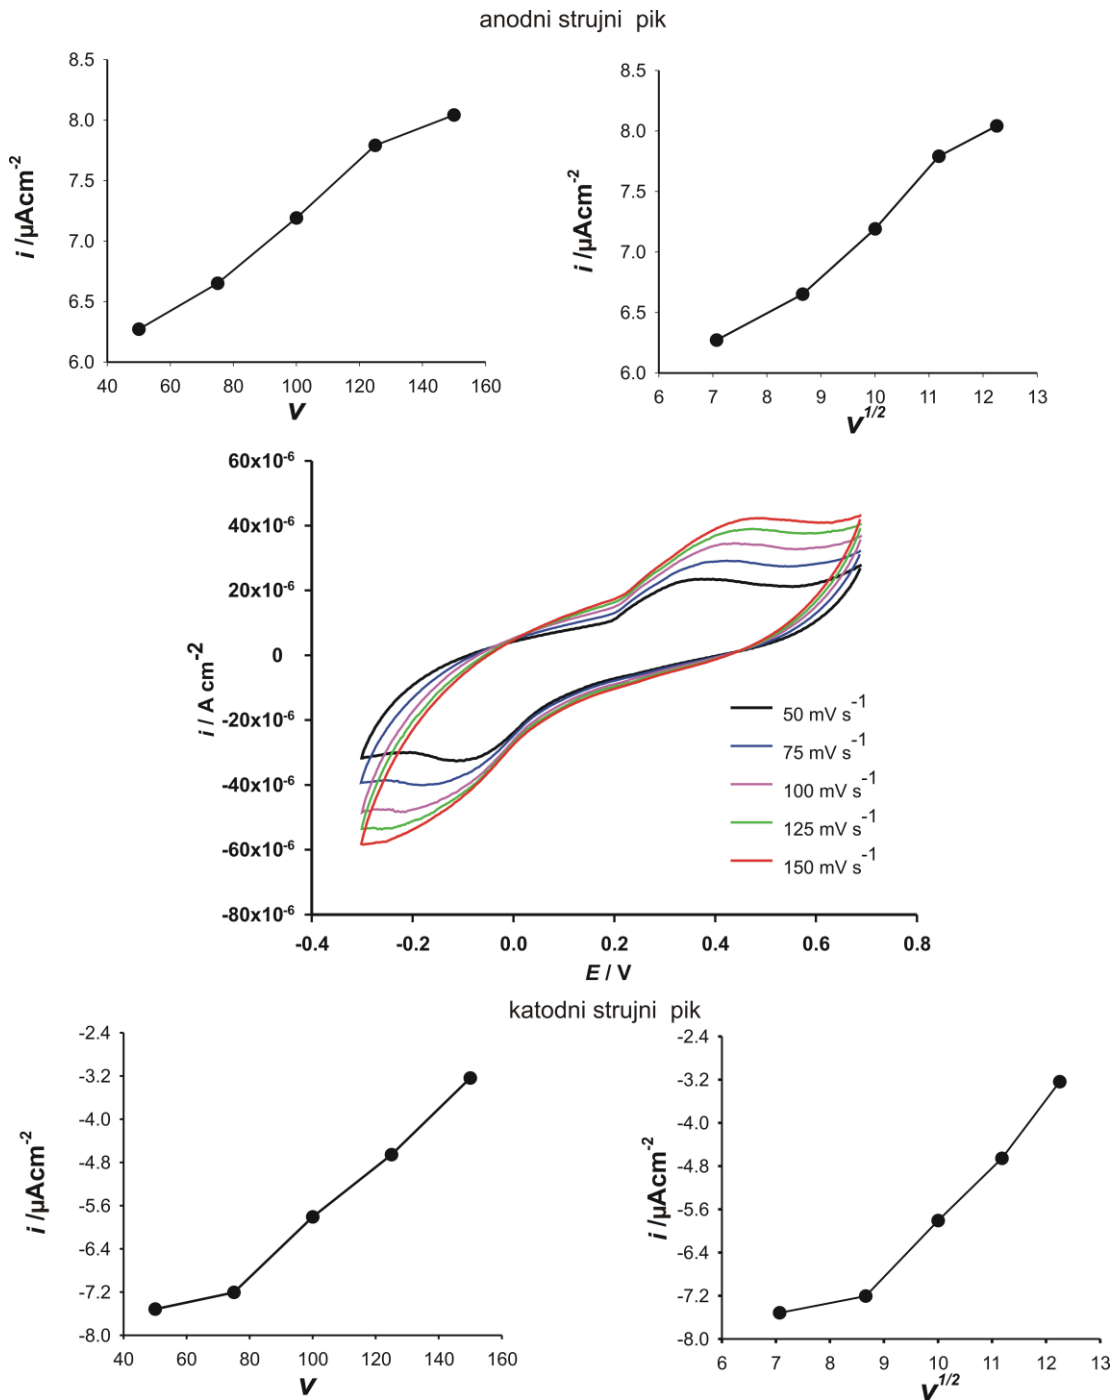 anodni strujni pik
8.5
8.0
7.5
7.0
6.5
6.0
i /µAcm-2
40 60 80 100 120 140 160
V
8.5
8.0
7.5
7.0
6.5
6.0
i /µAcm-2
6 7 8 9 10 11 12 13
V1/2
60x10-6
40x10-6
20x10-6
0
-20x10-6
-40x10-6
-60x10-6
-80x10-6
i / A cm-2
-0.4 -0.2 0.0 0.2 0.4 0.6 0.8
E / V
50 mV s-1
75 mV s-1
100 mV s-1
125 mV s-1
150 mV s-1
katodni strujni pik
-2.4
-3.2
-4.0
-4.8
-5.6
-6.4
-7.2
-8.0
i /µAcm-2
40 60 80 100 120 140 160
V
-2.4
-3.2
-4.0
-4.8
-5.6
-6.4
-7.2
-8.0
i /µAcm-2
6 7 8 9 10 11 12 13
V1/2